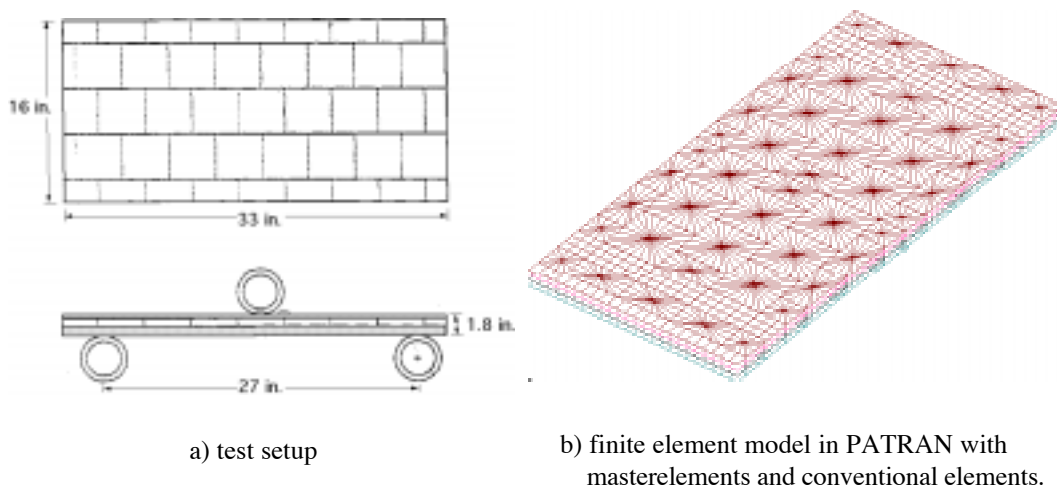 16 in.
33 in.
1.8 in.
27 in.
a) test setup
b) finite element model in PATRAN with
masterelements and conventional elements.